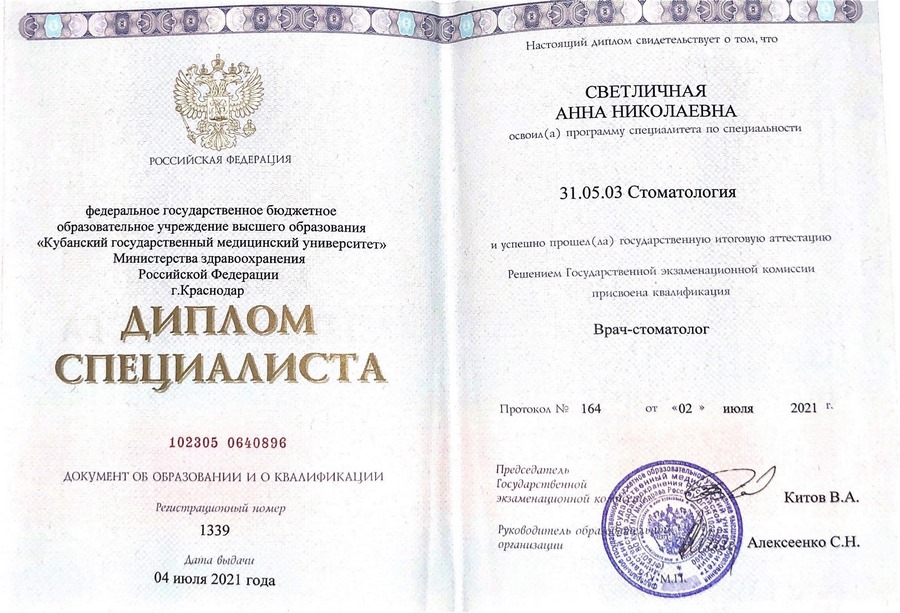 РОССИЙСКАЯ ФЕДЕРАЦИЯ
федеральное государственное бюджетное
образовательное учреждение высшего образования
«Кубанский государственный медицинский университет»
Министерства здравоохранения
Российской Федерации
г.Краснодар
ДИПЛОМ
СПЕЦИАЛИСТА
102305 0640896
ДОКУМЕНТ ОБ ОБРАЗОВАНИИ И О КВАЛИФИКАЦИИ
Регистрационный номер
1339
Дата выдачи
04 июля 2021 года
Настоящий диплом свидетельствует о том, что
СВЕТЛИЧНАЯ
АННА НИКОЛАЕВНА
освоил(а) программу специалитета по специальности
31.05.03 Стоматология
и успешно прошел(ла) государственную итоговую аттестацию
Решением Государственной экзаменационной комиссии
присвоена квалификация
Врач-стоматолог
Протокол № 164 от «02 » июля 2021 г.
Председатель
Государственной
экзаменационной
Китов В.А.
Руководитель
организации
Алексеенко С.Н.
М.П.